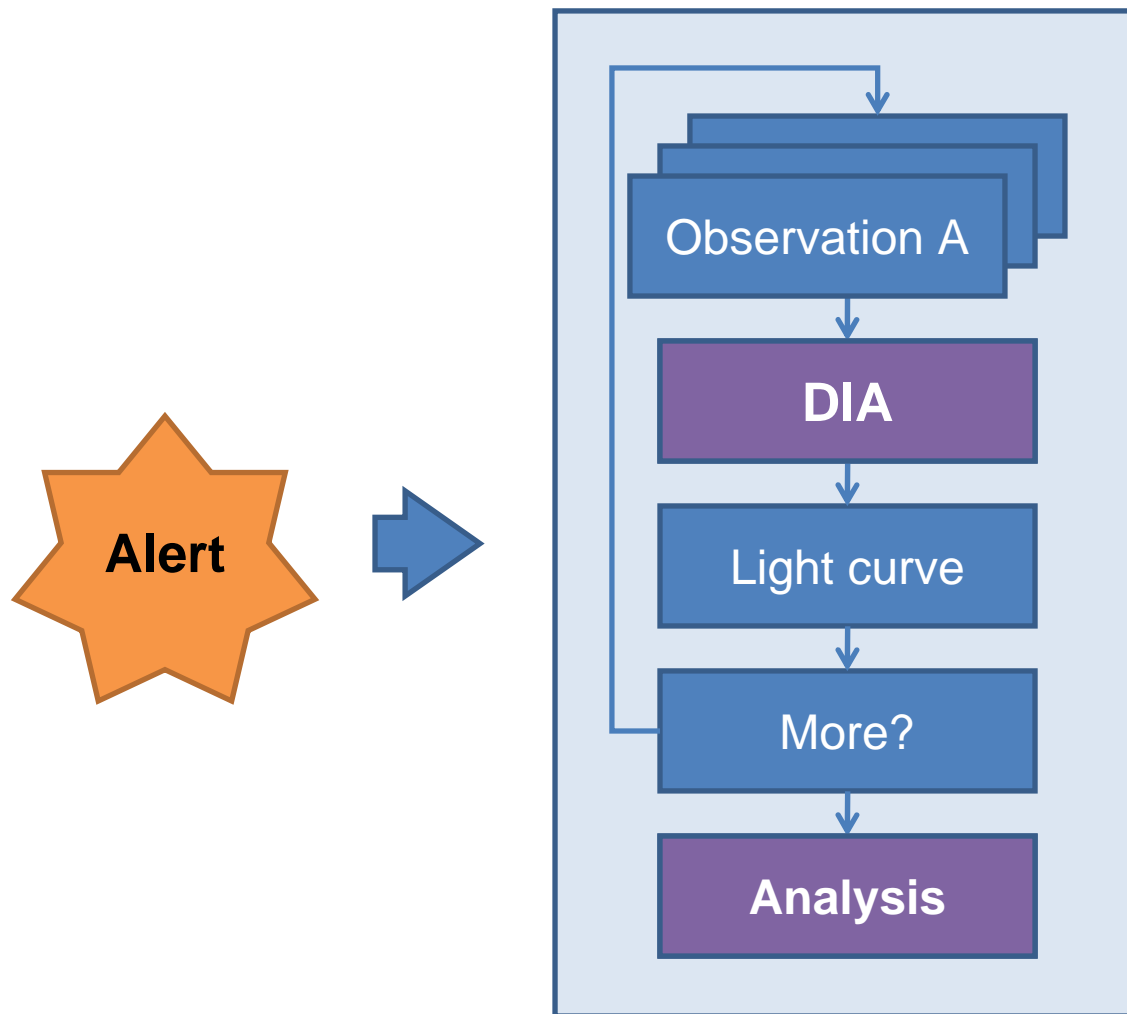 Alert
Observation A
DIA
Light curve
More?
Analysis